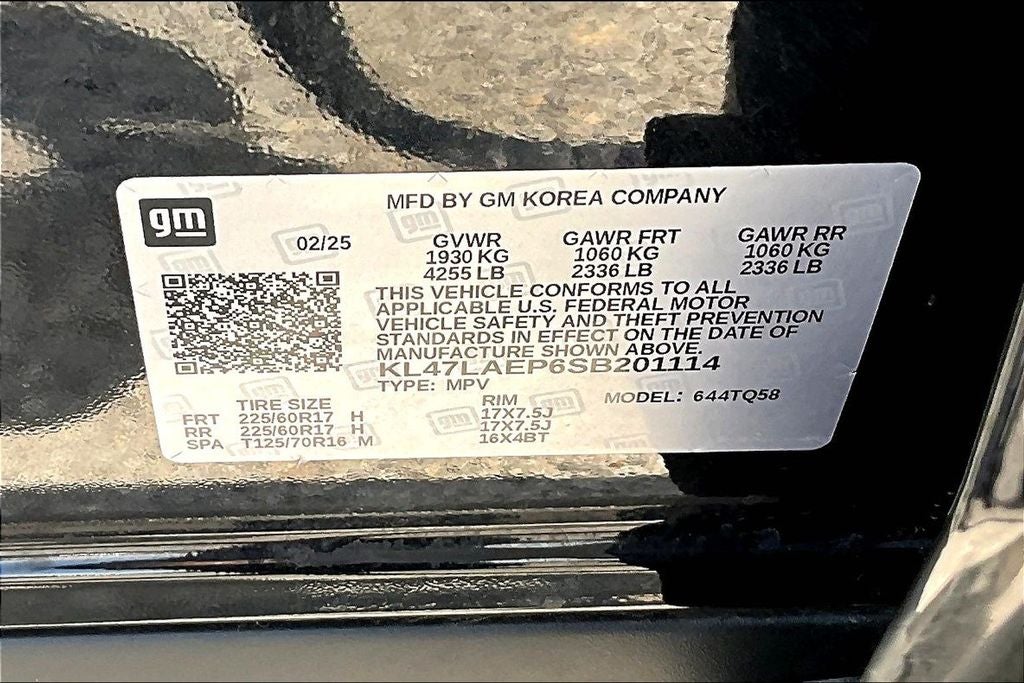 gm
MFD BY GM KOREA COMPANY
02/25
GVWR GAWR FRT GAWR RR
1930 KG 1060 KG 1060 KG
4255 LB 2336 LB 2336 LB
THIS VEHICLE CONFORMS TO ALL
APPLICABLE U.S. FEDERAL MOTOR
VEHICLE SAFETY AND THEFT PREVENTION
STANDARDS IN EFFECT ON THE DATE OF
MANUFACTURE SHOWN ABOVE.
KL47LAEP6SB201114
TYPE: MPV MODEL: 644TQ58
TIRE SIZE RIM
FRT 225/60R17 H 17X7.5J
RR 225/60R17 H 17X7.5J
SPA T125/70R16 M 16X4BT